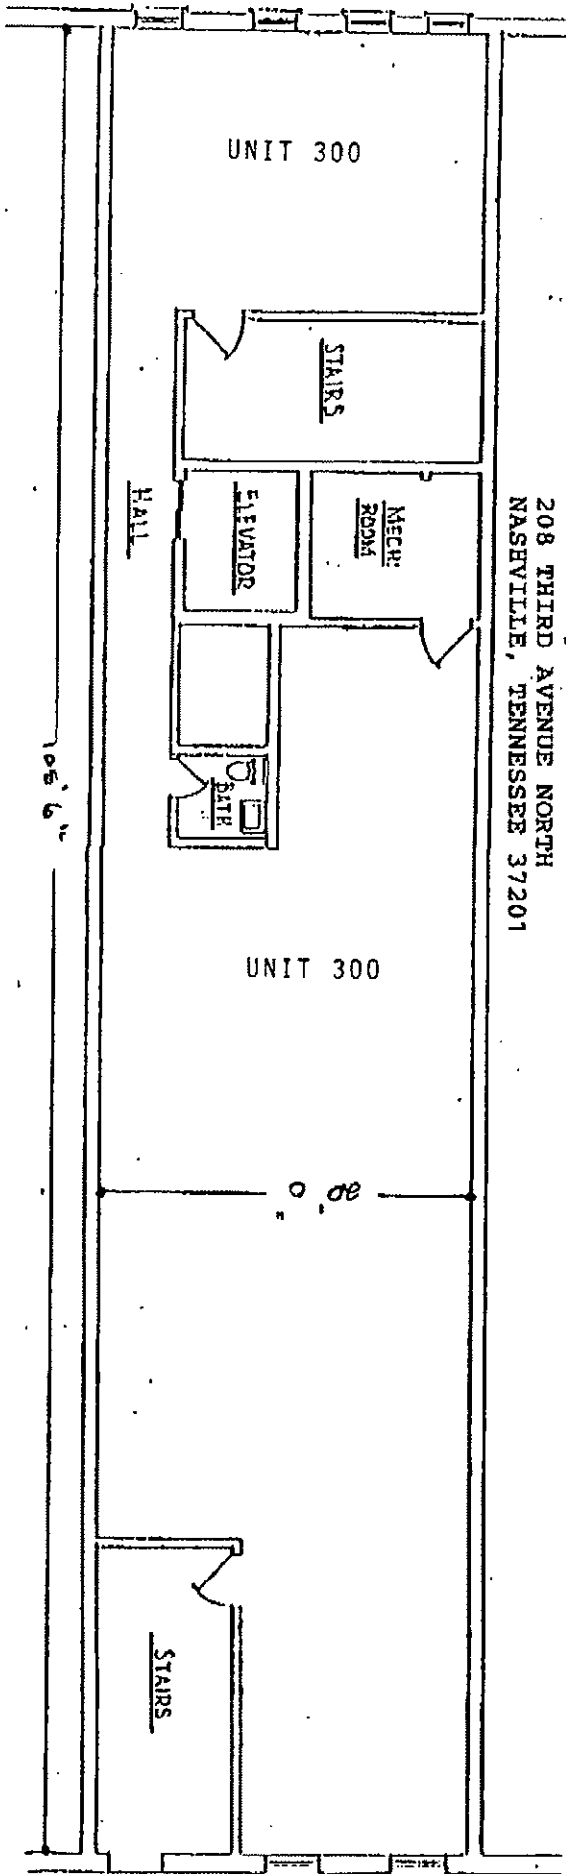 UNIT 300
STAIRS
208 THIRD AVENUE NORTH
NASHVILLE, TENNESSEE 37201
MECH.
ROOM
ELEVATOR
HALL
BATH
105' 6"
UNIT 300
20' 0"
STAIRS